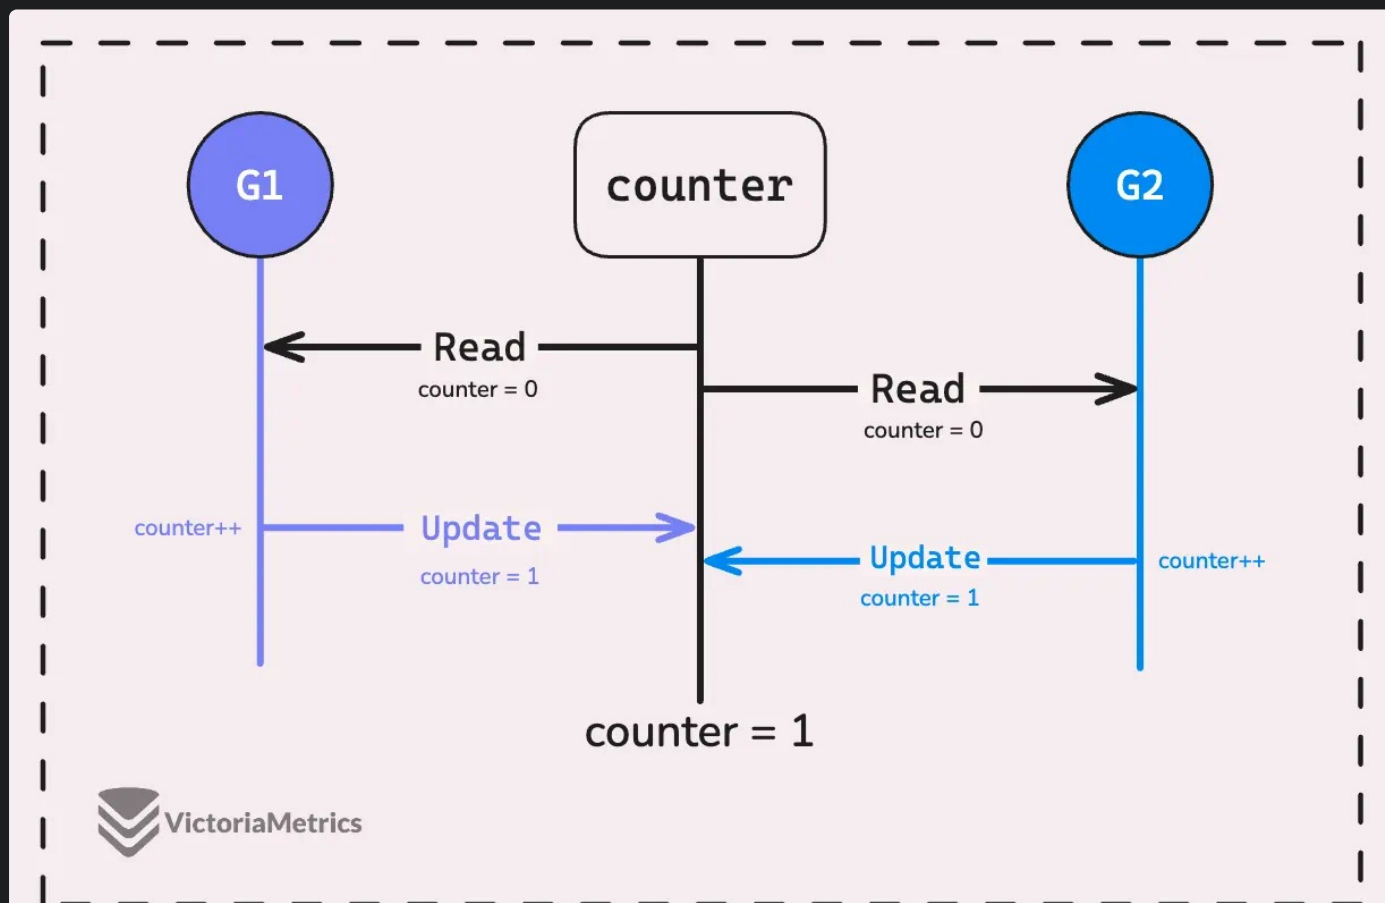 G1
counter
G2
Read
counter = 0
Read
counter = 0
counter++
Update
counter = 1
Update
counter++
counter = 1
counter = 1
VictoriaMetrics